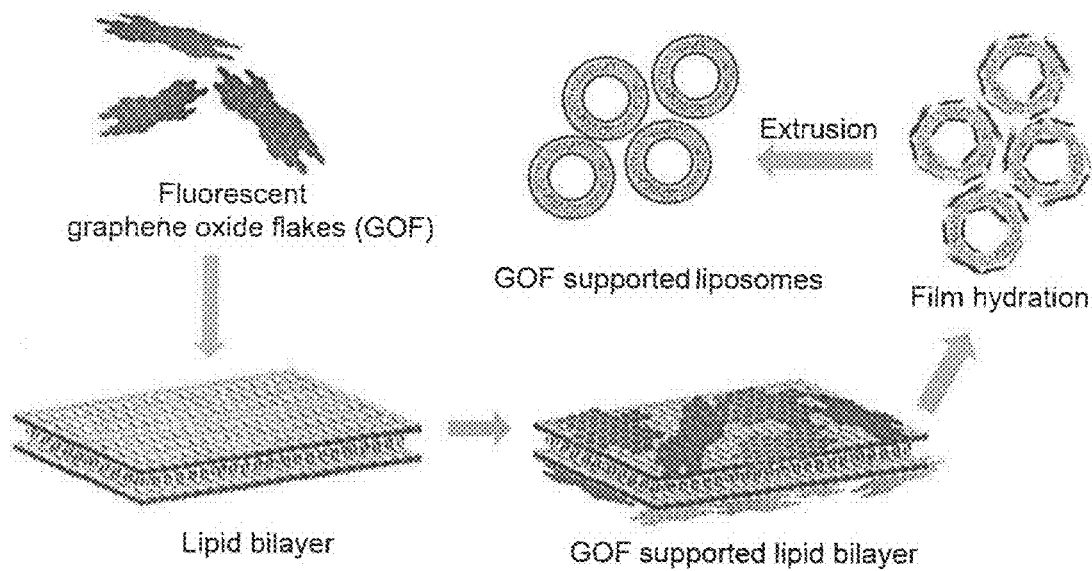 Fluorescent
graphene oxide flakes (GOF)
Lipid bilayer
GOF supported lipid bilayer
Film hydration
Extrusion
GOF supported liposomes